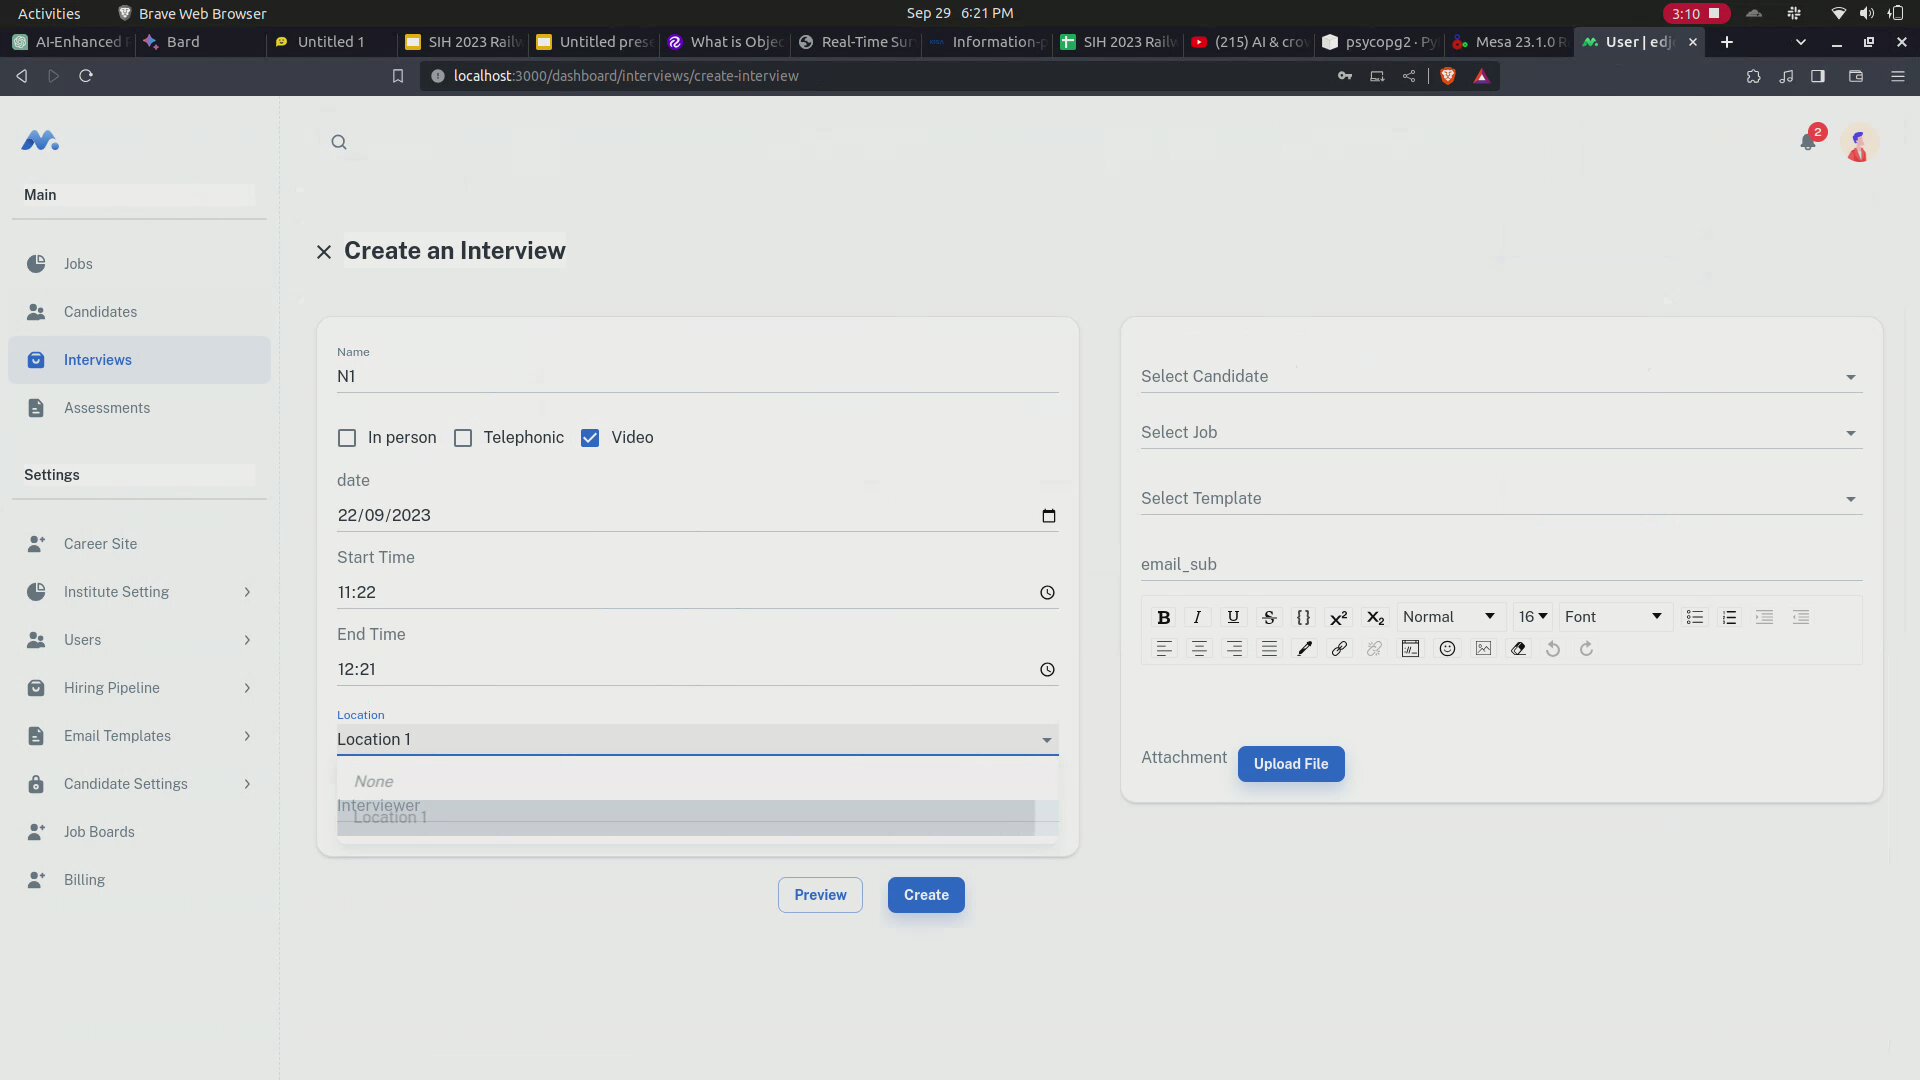 Activities
Brave Web Browser
Sep 29 6:21 PM
3:10
AI-Enhanced
Bard
Untitled 1
SIH 2023 Railw
Untitled prese
What is Objec
Real-Time Sur
Information-p
SIH 2023 Railw
(215) AI & crow
psycopg2 · Py
Mesa 23.1.0 R
User | edj
localhost:3000/dashboard/interviews/create-interview
2
Main
Jobs
Candidates
Interviews
Assessments
Settings
Career Site
Institute Setting
Users
Hiring Pipeline
Email Templates
Candidate Settings
Job Boards
Billing
Create an Interview
Name
N1
In person
Telephonic
Video
date
22/09/2023
Start Time
11:22
End Time
12:21
Location
Location 1
None
Interviewer
Location 1
Select Candidate
Select Job
Select Template
email_sub
Normal
16
Font
Attachment
Upload File
Preview
Create